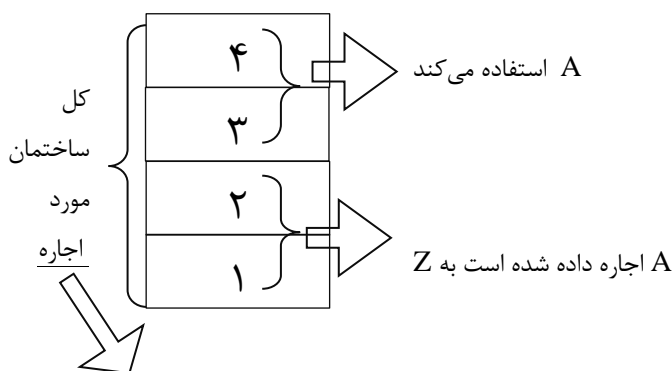 کل
ساختمان
مورد
اجاره
۴
۳
۲
۱
A استفاده می‌کند
A اجاره داده شده است به Z